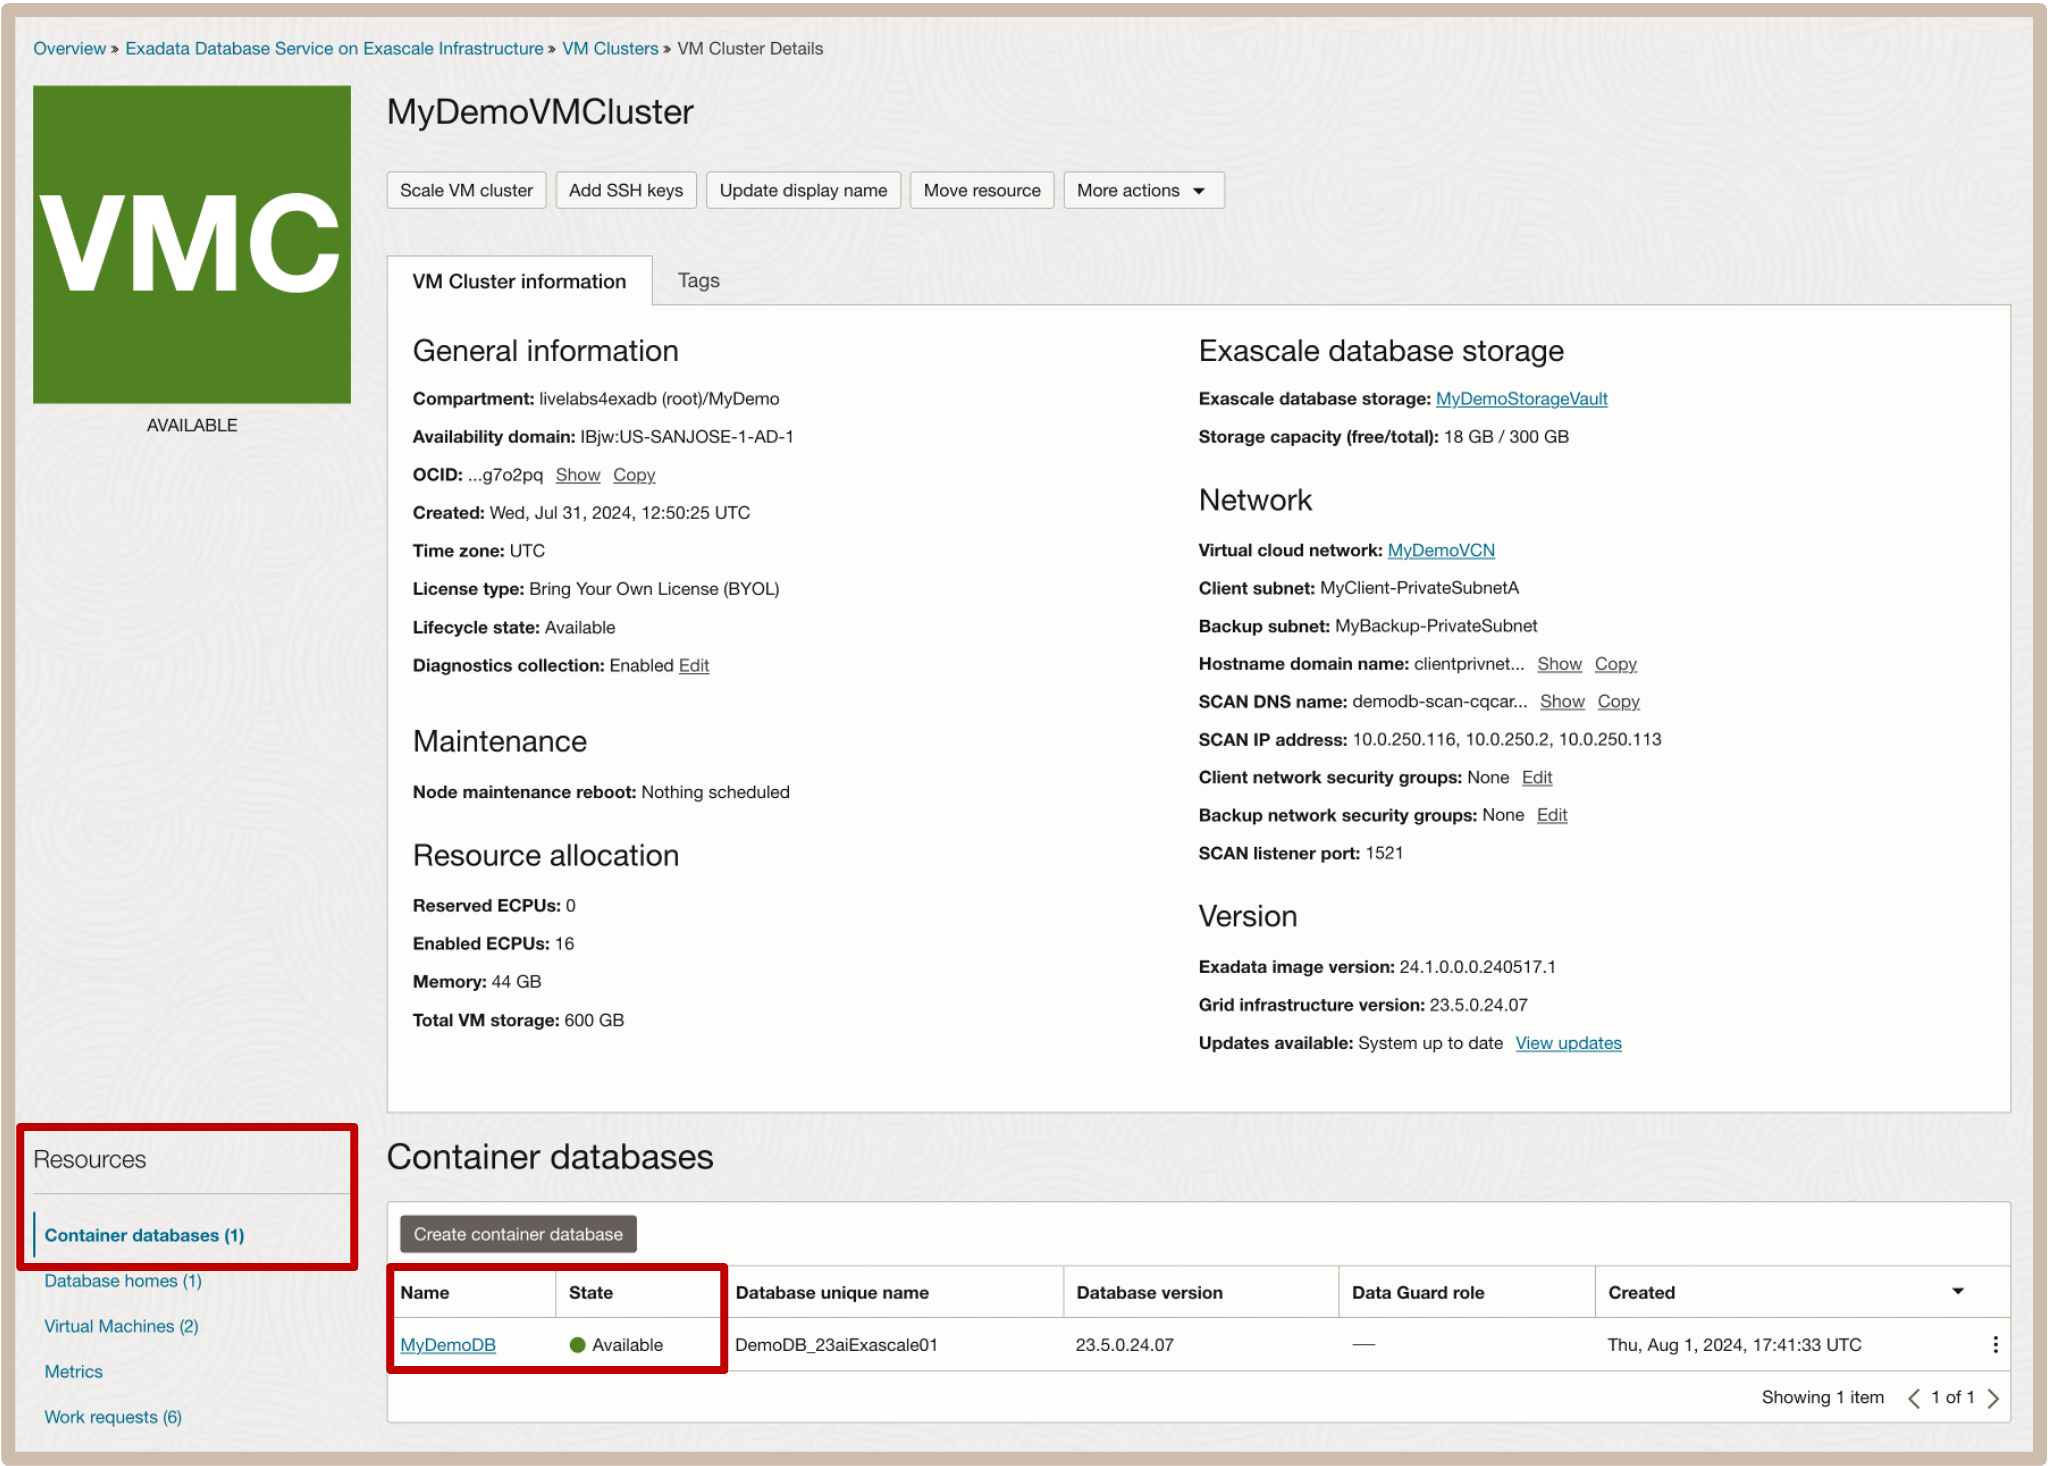 Overview » Exadata Database Service on Exascale Infrastructure » VM Clusters » VM Cluster Details
VMC
AVAILABLE
MyDemoVMCluster
Scale VM cluster
Add SSH keys
Update display name
Move resource
More actions
VM Cluster information
Tags
General information
Compartment: livelabs4exadb (root)/MyDemo
Availability domain: IBjw:US-SANJOSE-1-AD-1
OCID: ...g7o2pq Show Copy
Created: Wed, Jul 31, 2024, 12:50:25 UTC
Time zone: UTC
License type: Bring Your Own License (BYOL)
Lifecycle state: Available
Diagnostics collection: Enabled Edit
Maintenance
Node maintenance reboot: Nothing scheduled
Resource allocation
Reserved ECPUs: 0
Enabled ECPUs: 16
Memory: 44 GB
Total VM storage: 600 GB
Exascale database storage
Exascale database storage: MyDemoStorageVault
Storage capacity (free/total): 18 GB / 300 GB
Network
Virtual cloud network: MyDemoVCN
Client subnet: MyClient-PrivateSubnetA
Backup subnet: MyBackup-PrivateSubnet
Hostname domain name: clientprivnet... Show Copy
SCAN DNS name: demodb-scan-cqcar... Show Copy
SCAN IP address: 10.0.250.116, 10.0.250.2, 10.0.250.113
Client network security groups: None Edit
Backup network security groups: None Edit
SCAN listener port: 1521
Version
Exadata image version: 24.1.0.0.0.240517.1
Grid infrastructure version: 23.5.0.24.07
Updates available: System up to date View updates
Resources
Container databases (1)
Database homes (1)
Virtual Machines (2)
Metrics
Work requests (6)
Container databases
Create container database
Name State Database unique name Database version Data Guard role Created
MyDemoDB Available DemoDB_23aiExascale01 23.5.0.24.07 — Thu, Aug 1, 2024, 17:41:33 UTC
Showing 1 item < 1 of 1 >